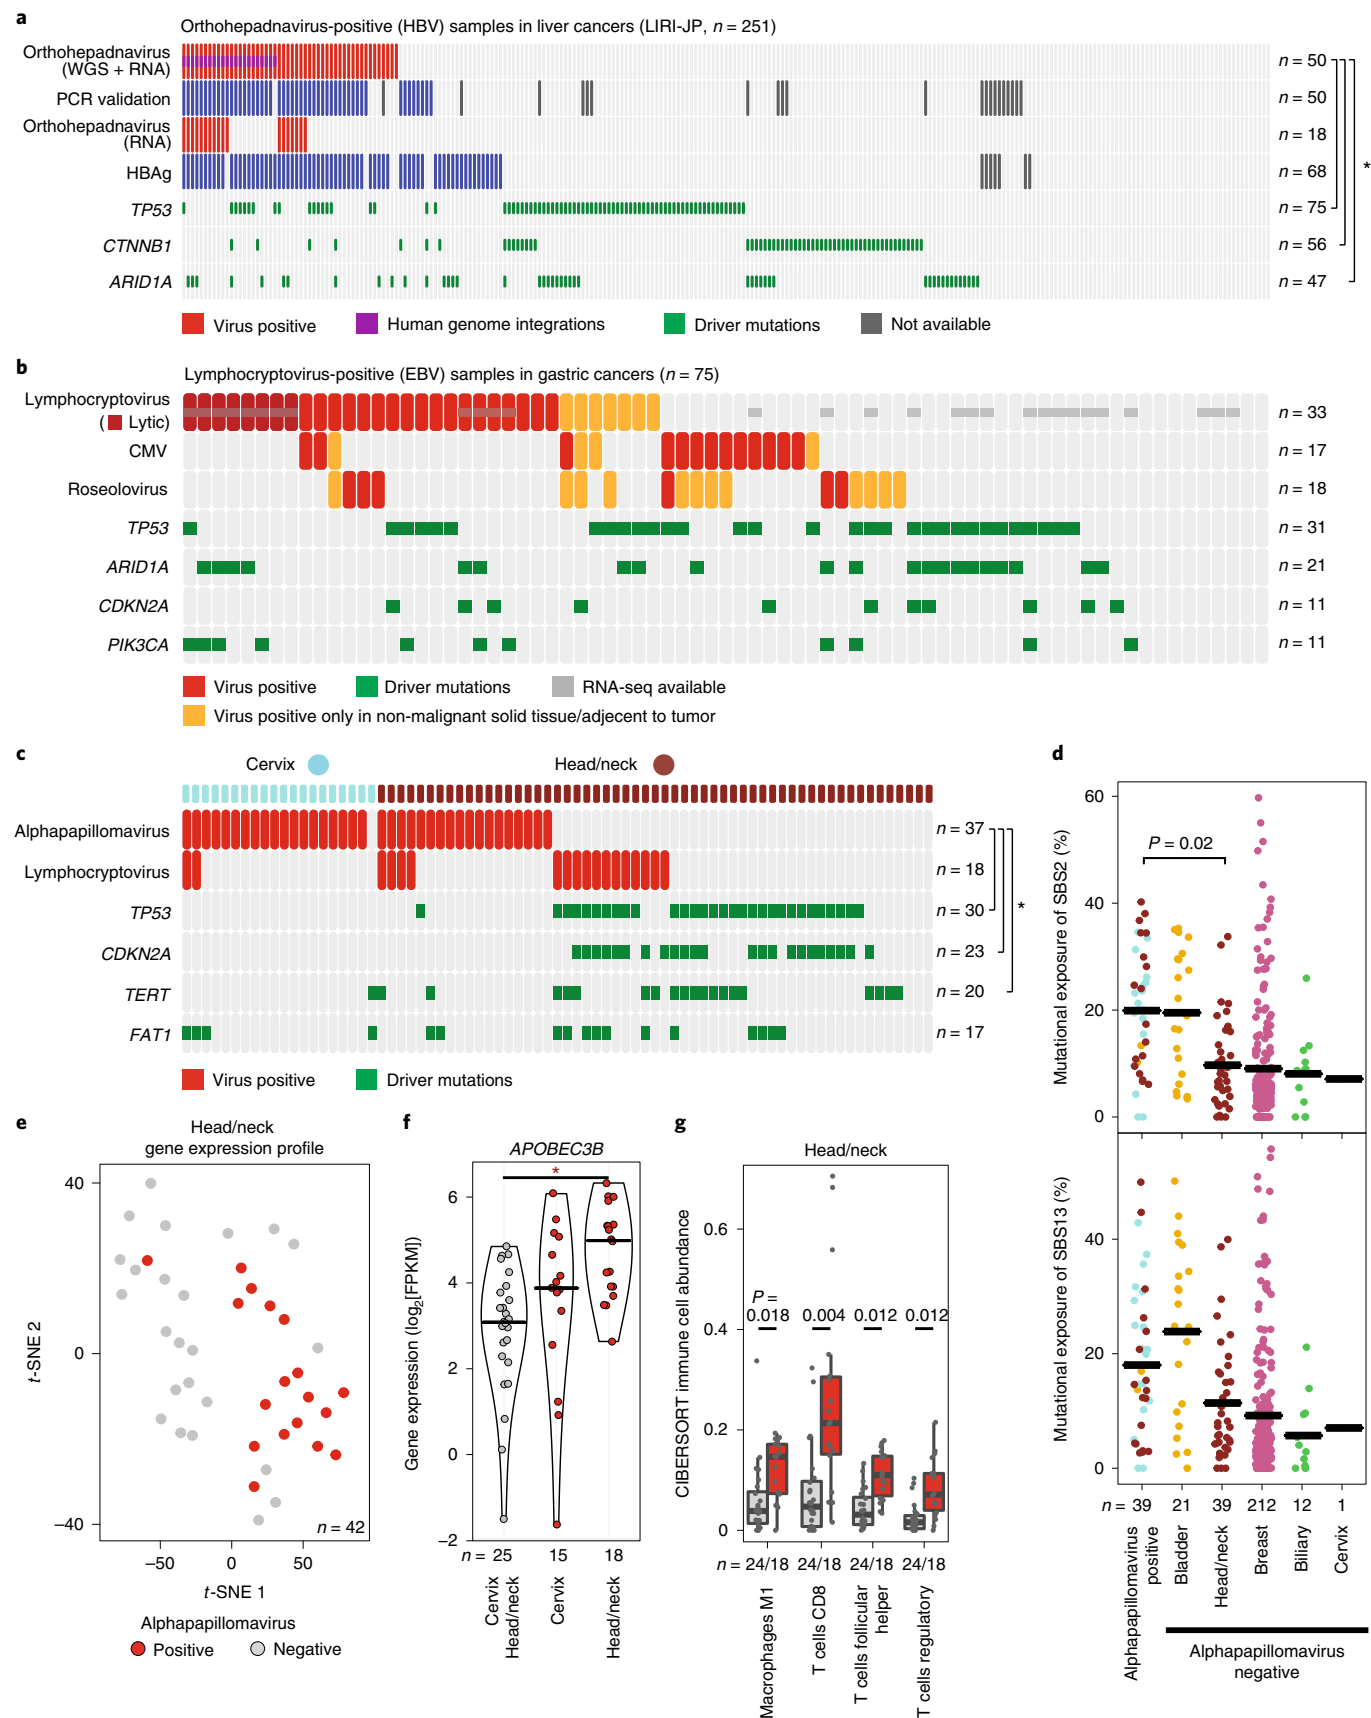 a
Orthohepadnavirus-positive (HBV) samples in liver cancers (LIRI-JP, n = 251)
Orthohepadnavirus
(WGS + RNA)
n = 50
PCR validation
n = 50
Orthohepadnavirus
(RNA)
n = 18
HBAg
n = 68
*
TP53
n = 75
CTNNB1
n = 56
ARID1A
n = 47
Virus positive
Human genome integrations
Driver mutations
Not available
b
Lymphocryptovirus-positive (EBV) samples in gastric cancers (n = 75)
Lymphocryptovirus
( Lytic)
n = 33
CMV
n = 17
Roseolovirus
n = 18
TP53
n = 31
ARID1A
n = 21
CDKN2A
n = 11
PIK3CA
n = 11
Virus positive
Driver mutations
RNA-seq available
Virus positive only in non-malignant solid tissue/adjacent to tumor
c
Cervix
Head/neck
Alphapapillomavirus
n = 37
Lymphocryptovirus
n = 18
TP53
n = 30
*
CDKN2A
n = 23
TERT
n = 20
FAT1
n = 17
Virus positive
Driver mutations
d
Mutational exposure of SBS2 (%)
60
40
20
0
P = 0.02
Mutational exposure of SBS13 (%)
40
20
0
n = 39 21 39 212 12 1
Alphapapillomavirus
positive
Bladder
Head/neck
Breast
Biliary
Cervix
Alphapapillomavirus
negative
e
Head/neck
gene expression profile
t-SNE 2
40
0
–40
n = 42
–50 0 50
t-SNE 1
Alphapapillomavirus
Positive
Negative
f
APOBEC3B
*
Gene expression (log2[FPKM])
6
4
2
0
–2
n = 25 15 18
Cervix
Head/neck
Cervix
Head/neck
g
Head/neck
CIBERSORT immune cell abundance
0.6
0.4
0.2
0
P =
0.018 0.004 0.012 0.012
n = 24/18 24/18 24/18 24/18
Macrophages M1
T cells CD8
T cells follicular
helper
T cells regulatory